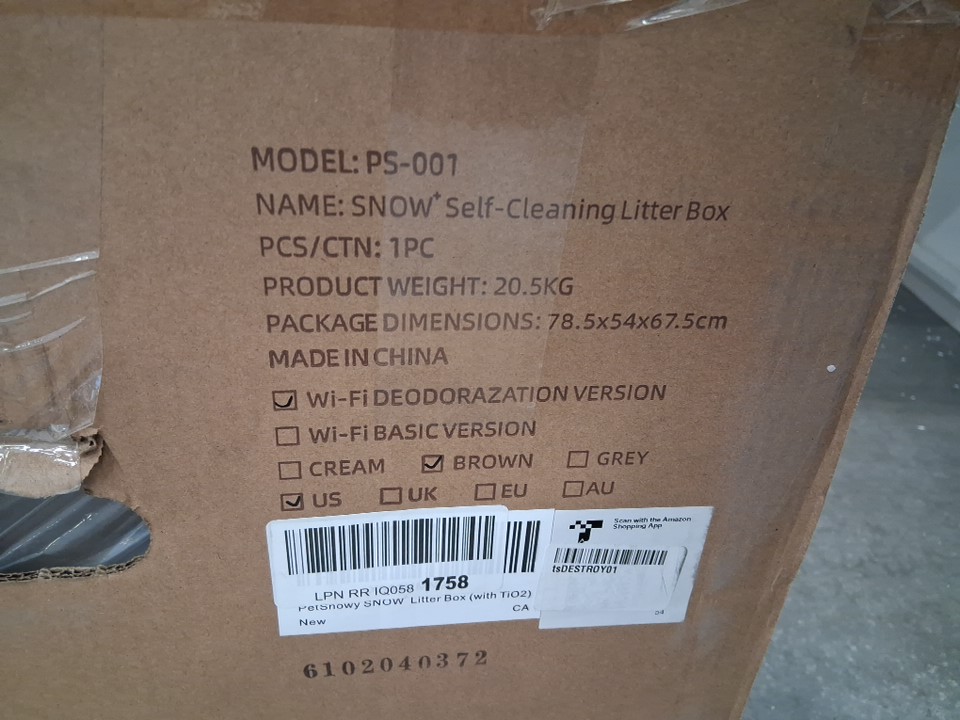 MODEL: PS-001
NAME: SNOW⁺ Self-Cleaning Litter Box
PCS/CTN: 1PC
PRODUCT WEIGHT: 20.5KG
PACKAGE DIMENSIONS: 78.5x54x67.5cm
MADE IN CHINA
Wi-Fi DEODORAZATION VERSION
Wi-Fi BASIC VERSION
CREAM BROWN GREY
US UK EU AU
Scan with the Amazon
Shopping App
tsDESTROY01
LPN RR IQ058 1758
PetSnowy SNOW⁺ Litter Box (with TiO2)
New CA
6102040372